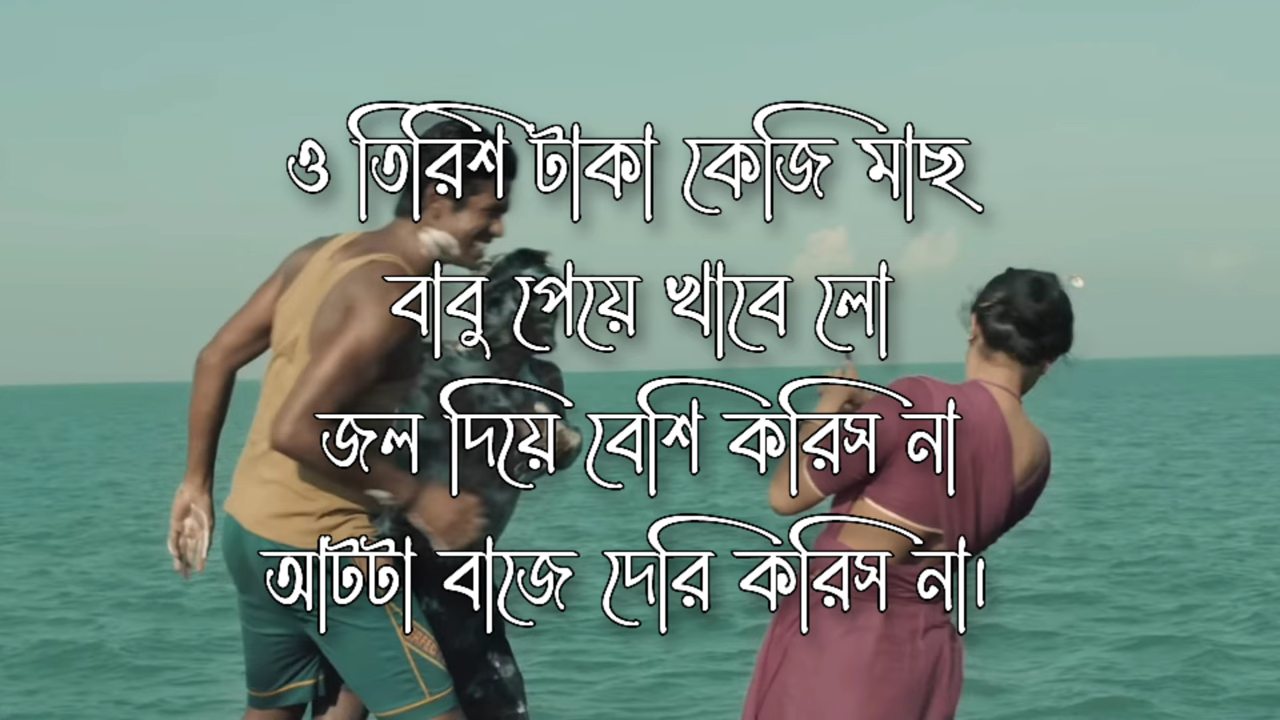 ও তিরিশ টাকা কেজি মাছ
বাবু পেয়ে খাবে লো
জল দিয়ে বেশি করিস না
আটটা বাজে দেরি করিস না।